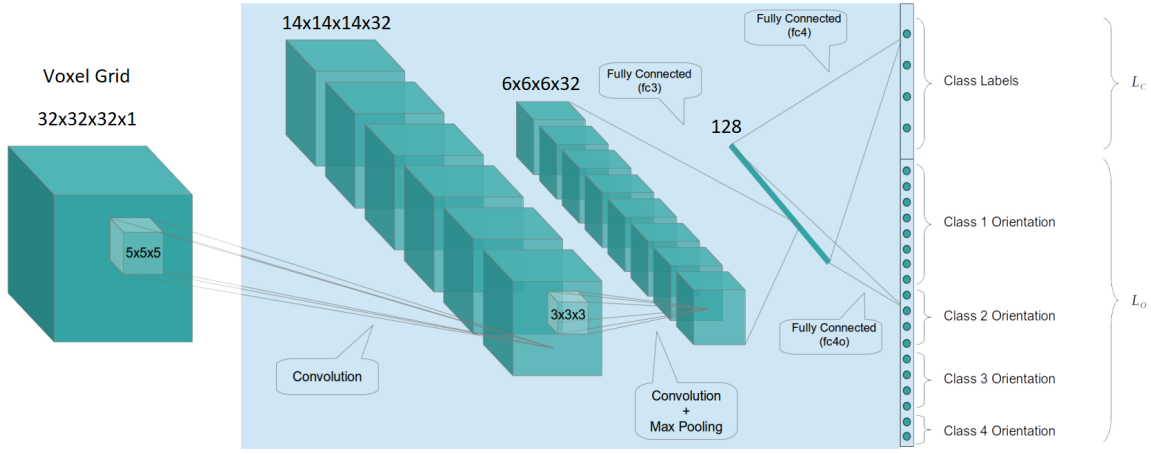 Voxel Grid
32x32x32x1
5x5x5
14x14x14x32
Convolution
3x3x3
6x6x6x32
Convolution
+
Max Pooling
Fully Connected
(fc3)
128
Fully Connected
(fc4)
Fully Connected
(fc4o)
Class Labels
Class 1 Orientation
Class 2 Orientation
Class 3 Orientation
Class 4 Orientation
L_C
L_O